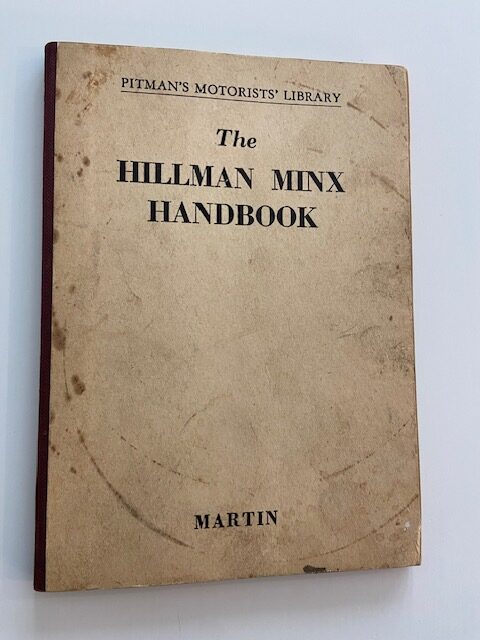 PITMAN'S MOTORISTS' LIBRARY
The
HILLMAN MINX
HANDBOOK
MARTIN